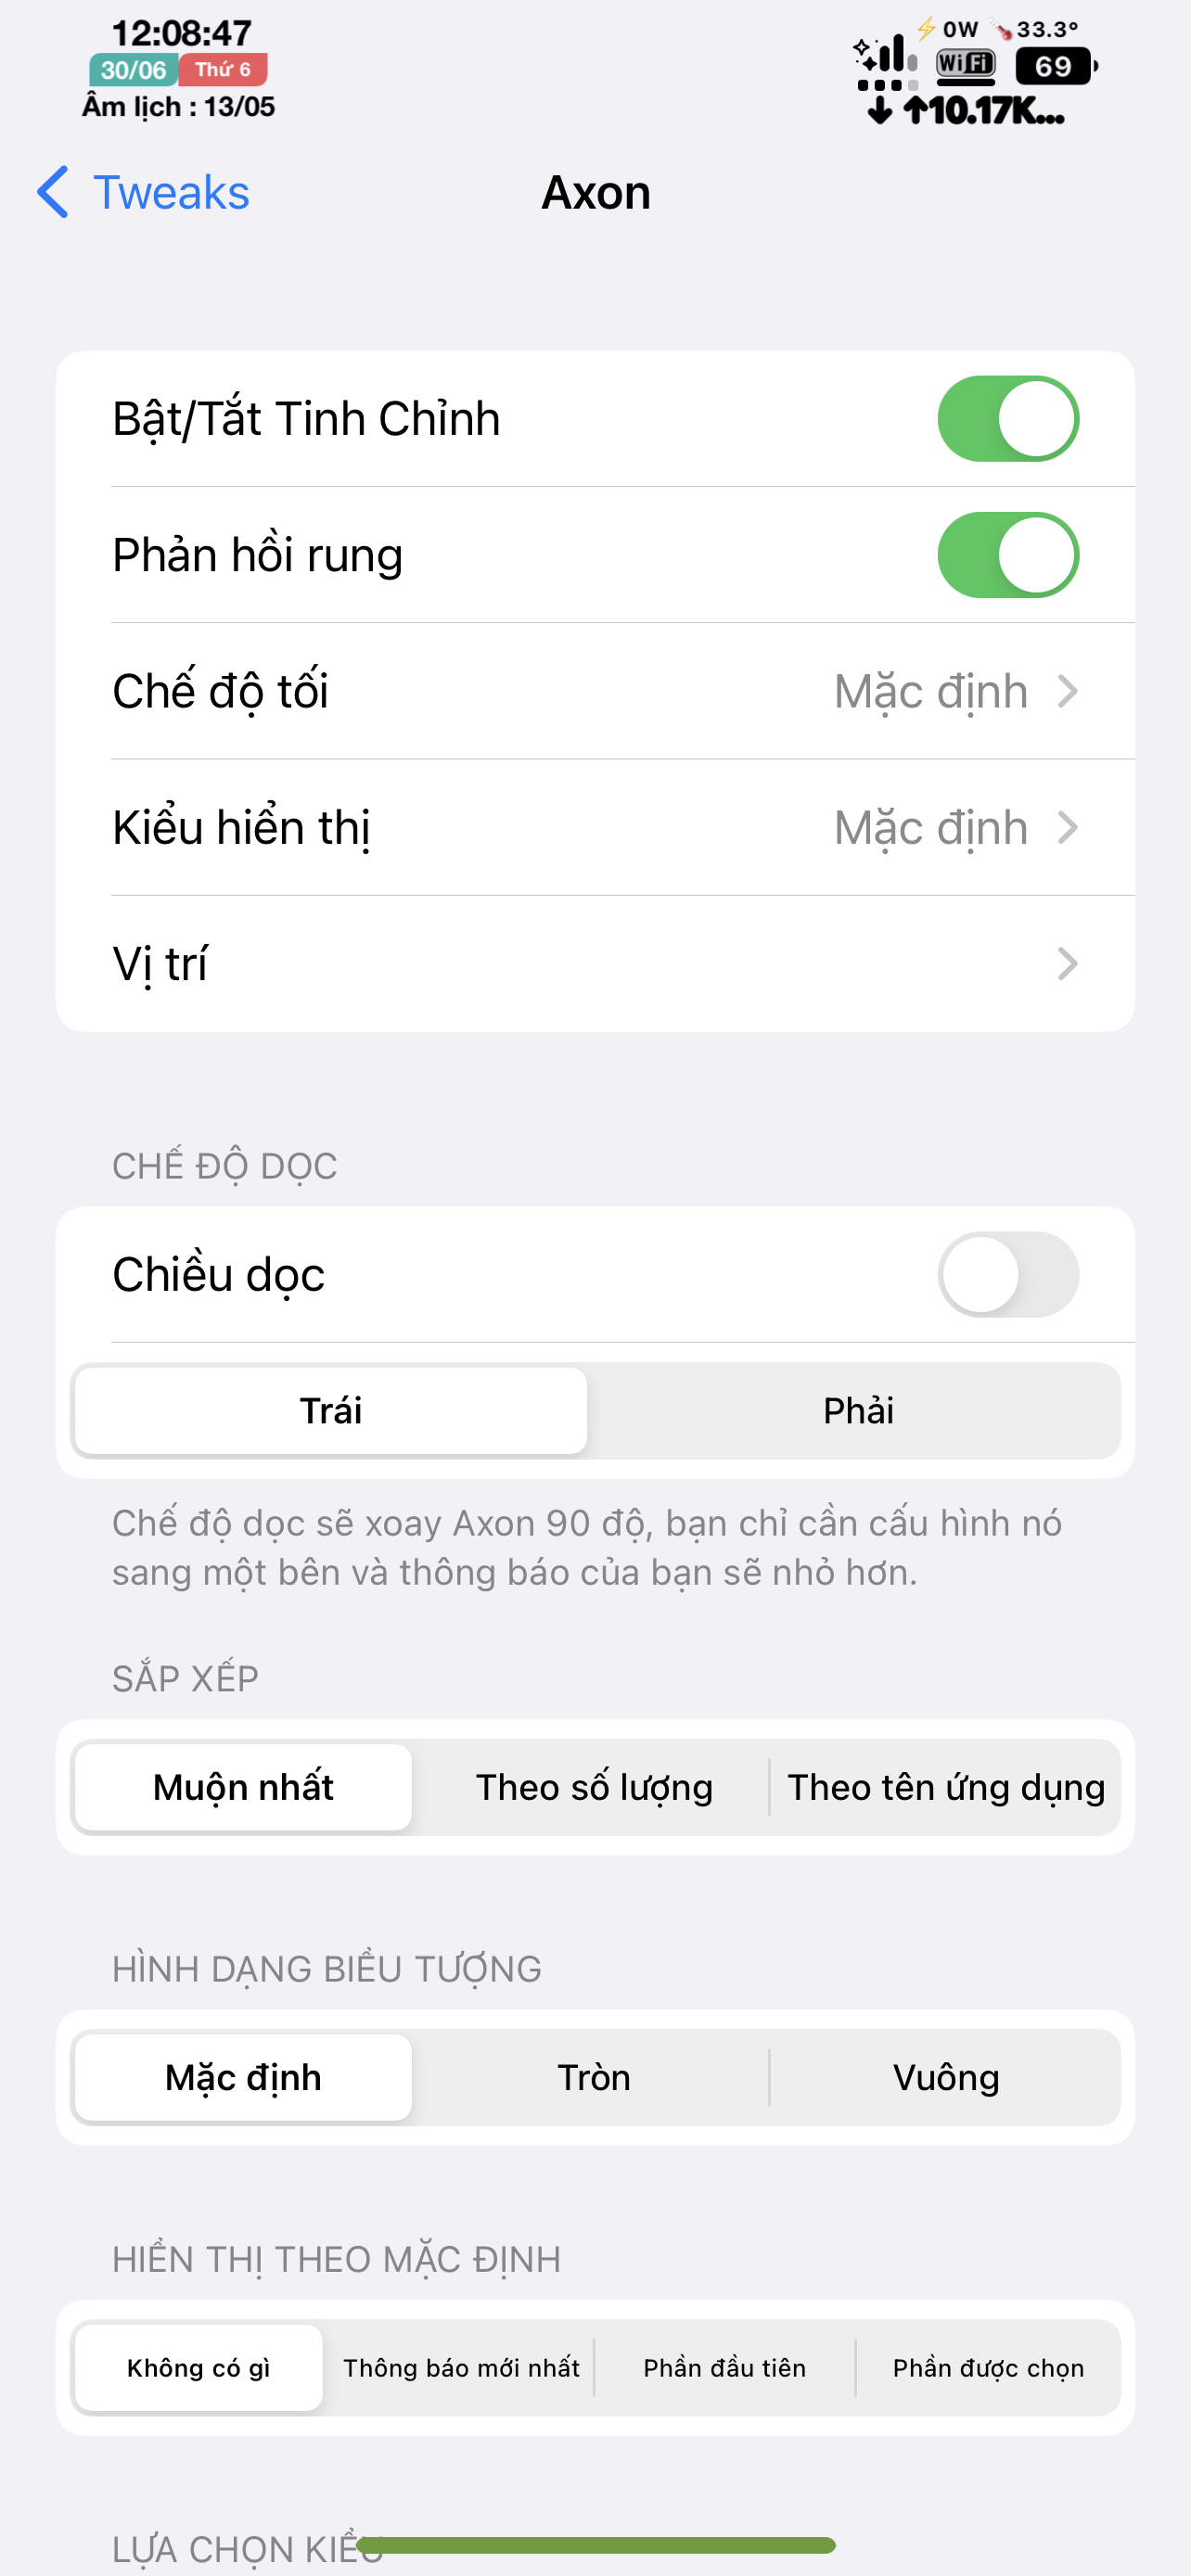 12:08:47
30/06 Thứ 6
Âm lịch : 13/05
⚡0W 33.3°
WiFi 69
↓ ↑10.17K...
Tweaks
Axon
Bật/Tắt Tinh Chỉnh
Phản hồi rung
Chế độ tối Mặc định
Kiểu hiển thị Mặc định
Vị trí
CHẾ ĐỘ DỌC
Chiều dọc
Trái Phải
Chế độ dọc sẽ xoay Axon 90 độ, bạn chỉ cần cấu hình nó
sang một bên và thông báo của bạn sẽ nhỏ hơn.
SẮP XẾP
Muộn nhất Theo số lượng Theo tên ứng dụng
HÌNH DẠNG BIỂU TƯỢNG
Mặc định Tròn Vuông
HIỂN THỊ THEO MẶC ĐỊNH
Không có gì Thông báo mới nhất Phần đầu tiên Phần được chọn
LỰA CHỌN KIỂU